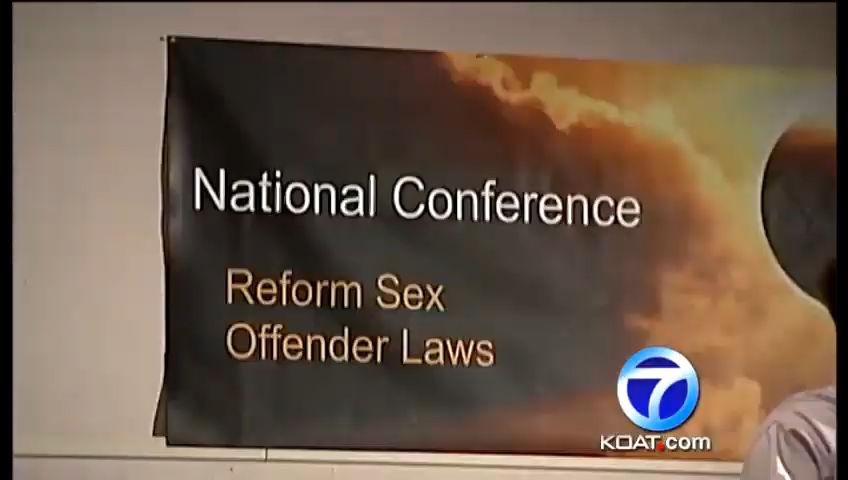 National Conference
Reform Sex
Offender Laws
7
KOAT.com